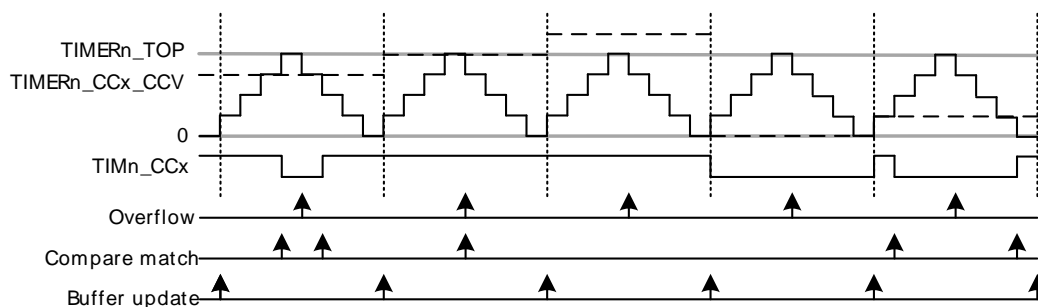 TIMERn_TOP
TIMERn_CCx_CCV
0
TIMn_CCx
Overflow
Compare match
Buffer update